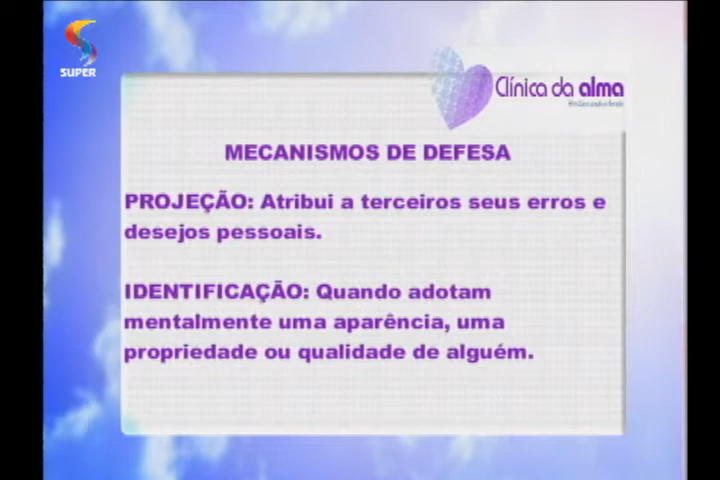 SUPER
Clínica da alma
MECANISMOS DE DEFESA
PROJEÇÃO: Atribui a terceiros seus erros e
desejos pessoais.
IDENTIFICAÇÃO: Quando adotam
mentalmente uma aparência, uma
propriedade ou qualidade de alguém.